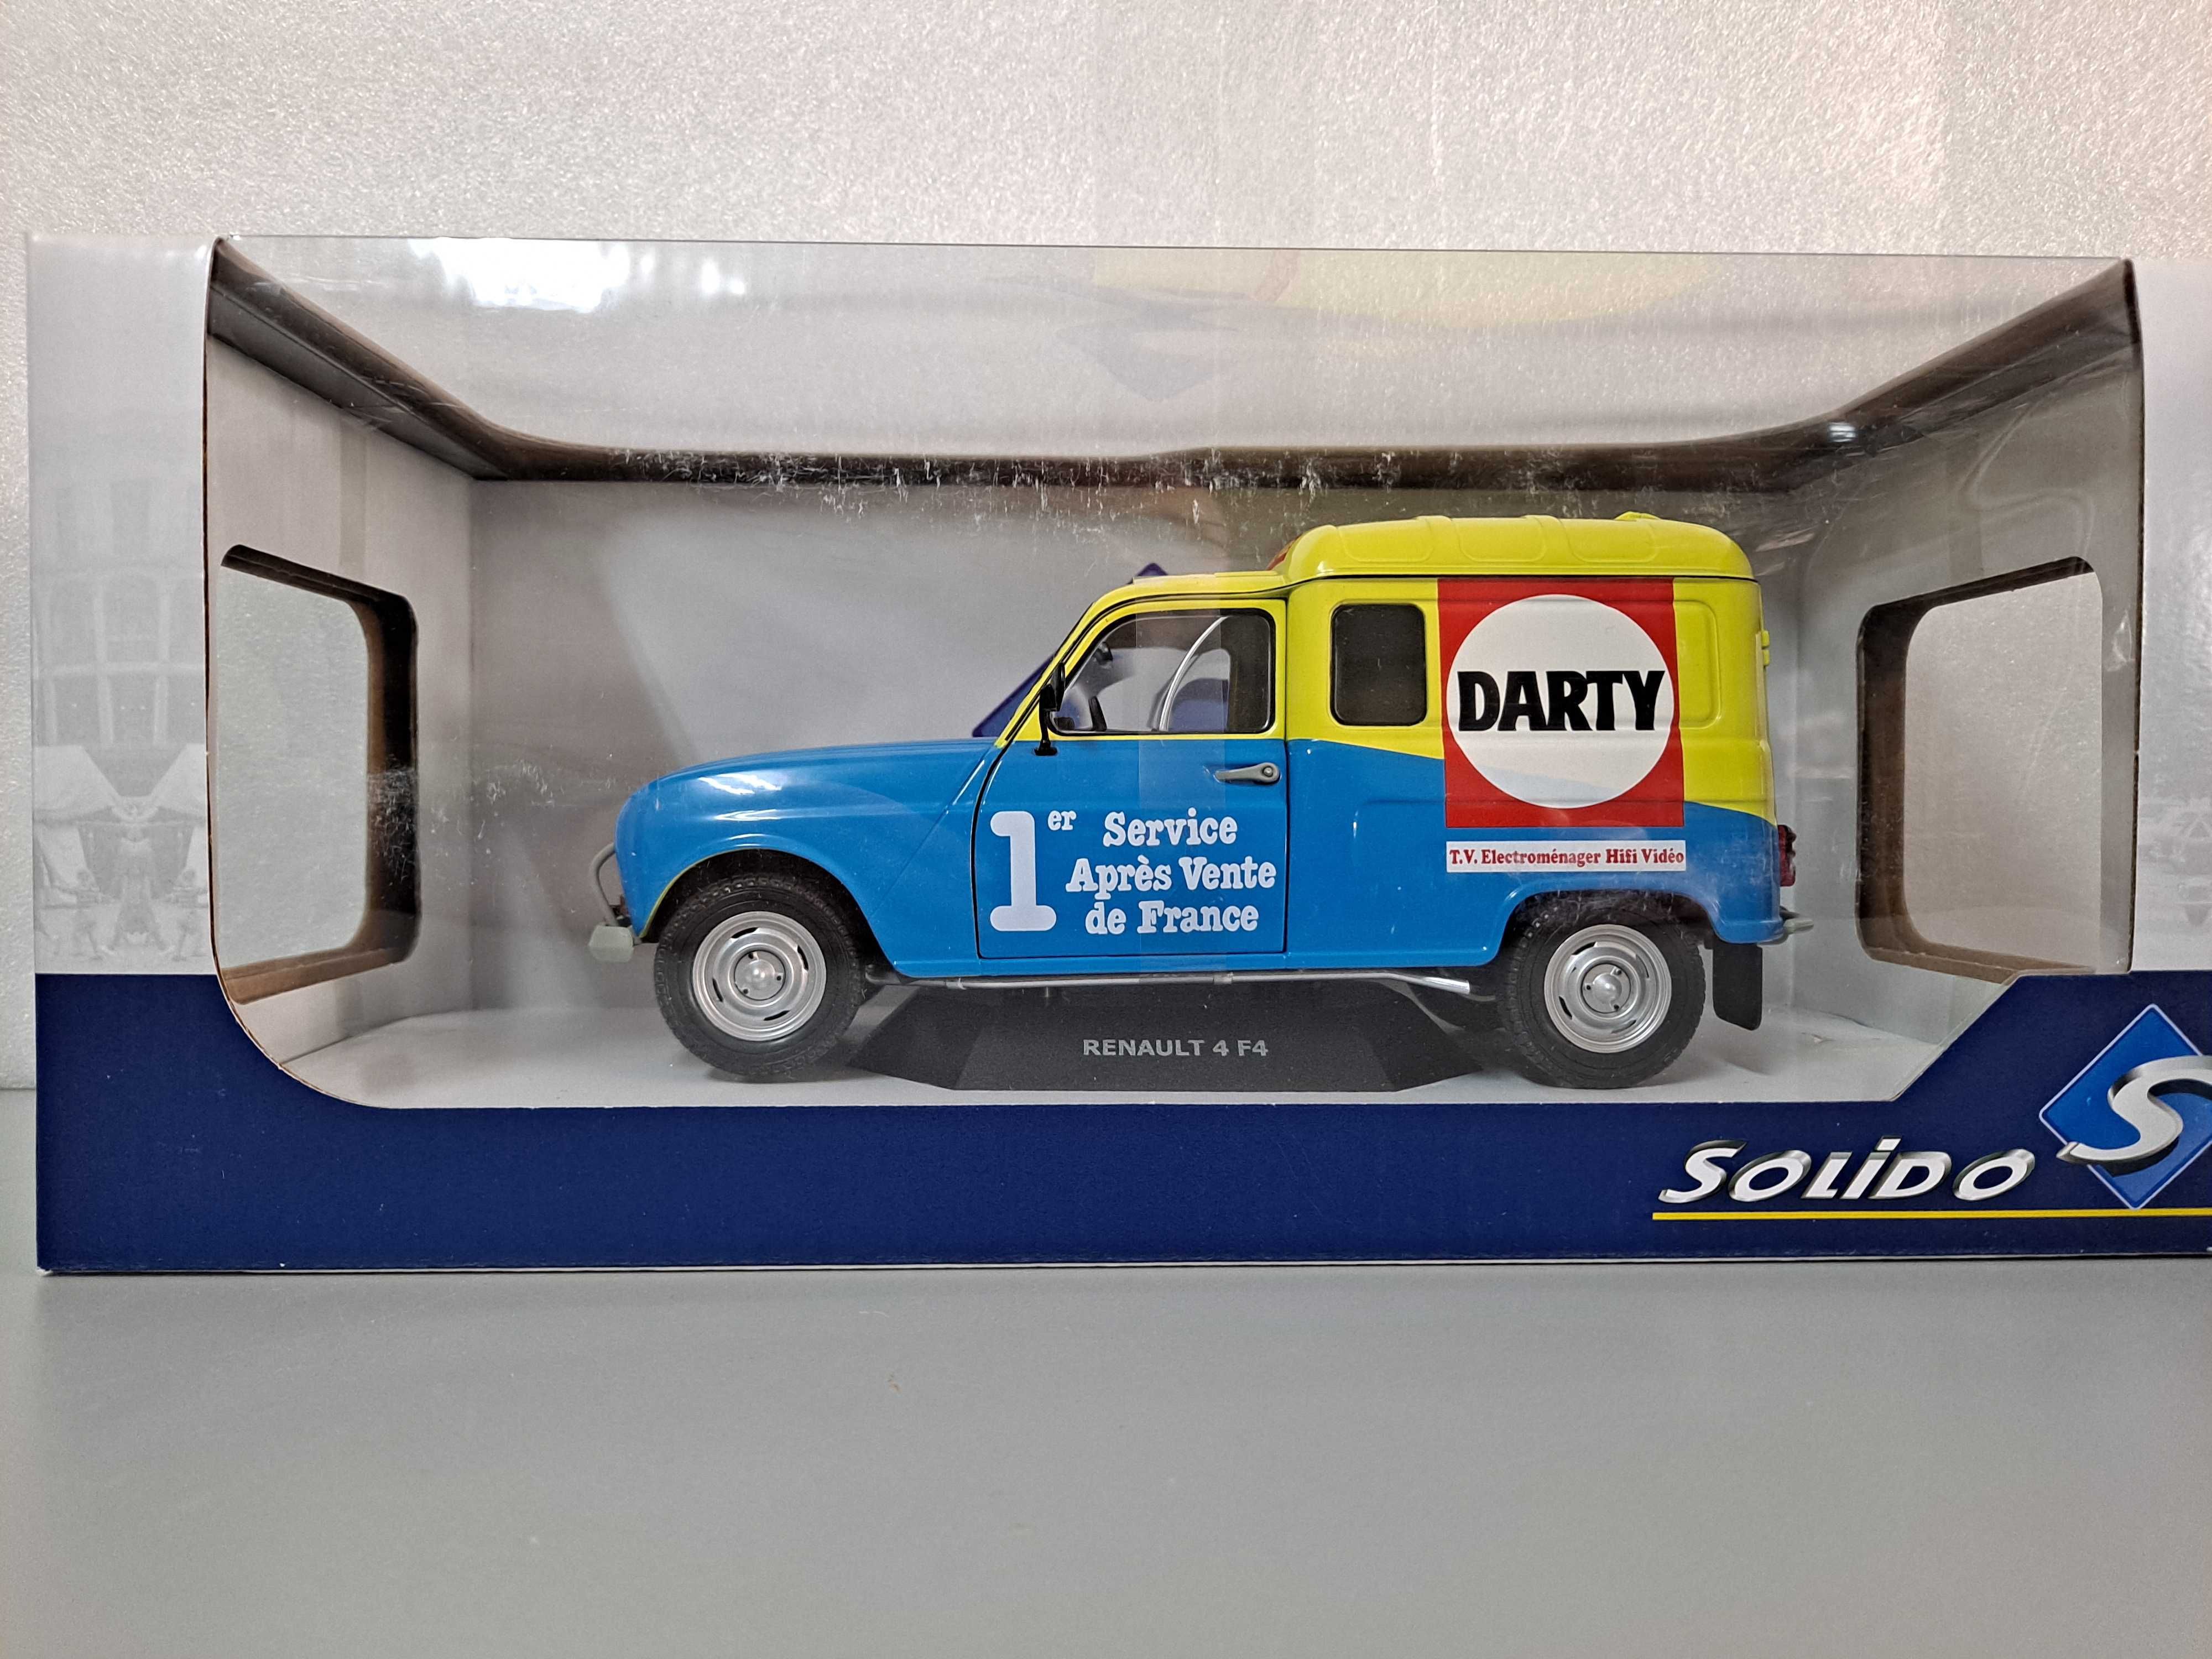 DARTY
1er Service
Après Vente
de France
T.V. Electroménager Hifi Vidéo
RENAULT 4 F4
SOLIDO